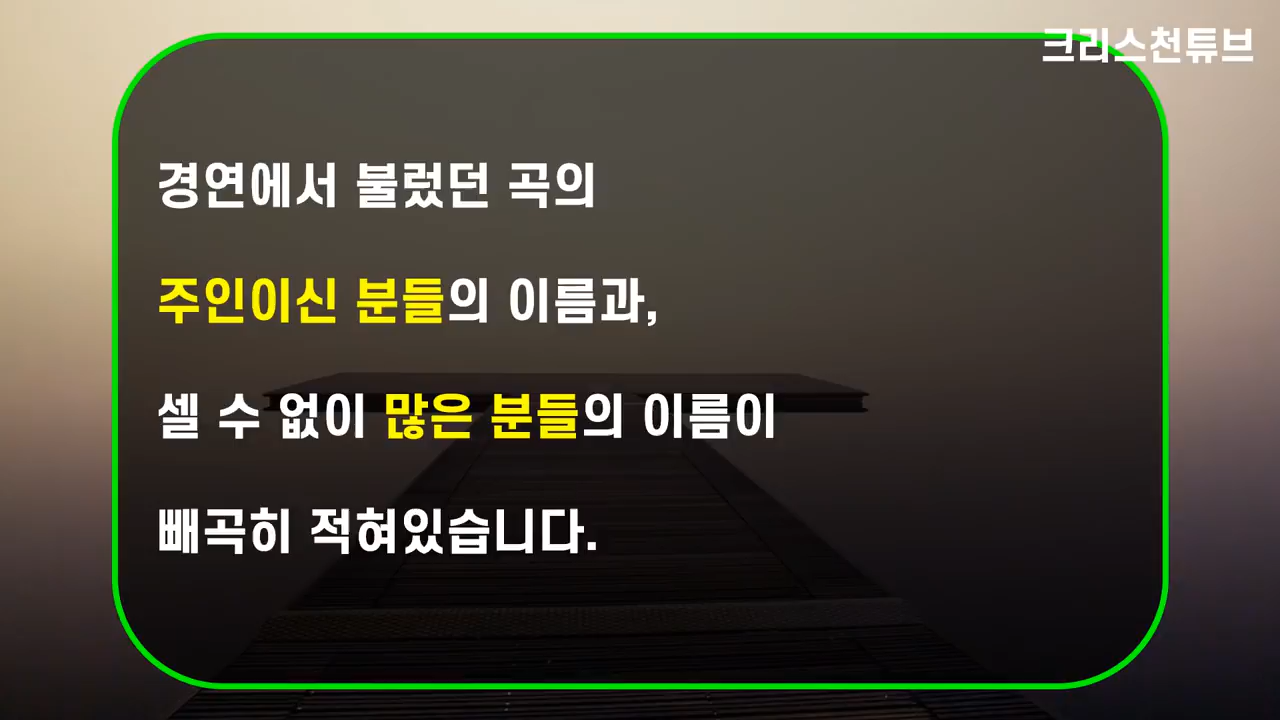 크리스천튜브
경연에서 불렀던 곡의
주인이신 분들의 이름과,
셀 수 없이 많은 분들의 이름이
빼곡히 적혀있습니다.